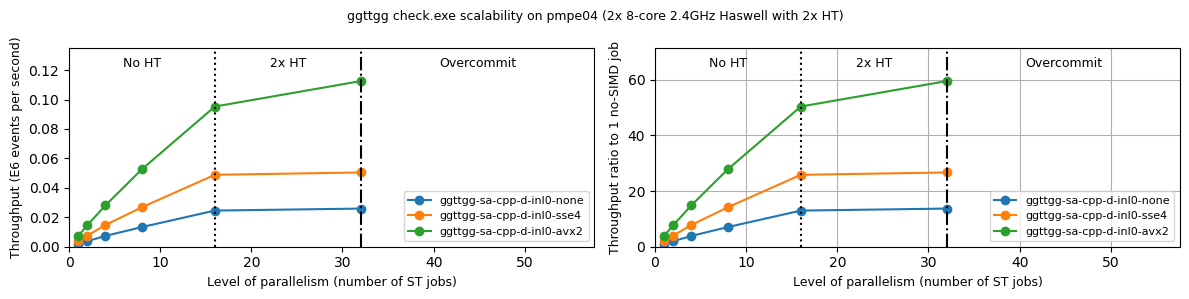 ggttgg check.exe scalability on pmpe04 (2x 8-core 2.4GHz Haswell with 2x HT)
Throughput (E6 events per second)
0.12
0.10
0.08
0.06
0.04
0.02
0.00
No HT
2x HT
Overcommit
ggttgg-sa-cpp-d-inl0-none
ggttgg-sa-cpp-d-inl0-sse4
ggttgg-sa-cpp-d-inl0-avx2
0 10 20 30 40 50
Level of parallelism (number of ST jobs)
Throughput ratio to 1 no-SIMD job
60
40
20
0
No HT
2x HT
Overcommit
ggttgg-sa-cpp-d-inl0-none
ggttgg-sa-cpp-d-inl0-sse4
ggttgg-sa-cpp-d-inl0-avx2
0 10 20 30 40 50
Level of parallelism (number of ST jobs)